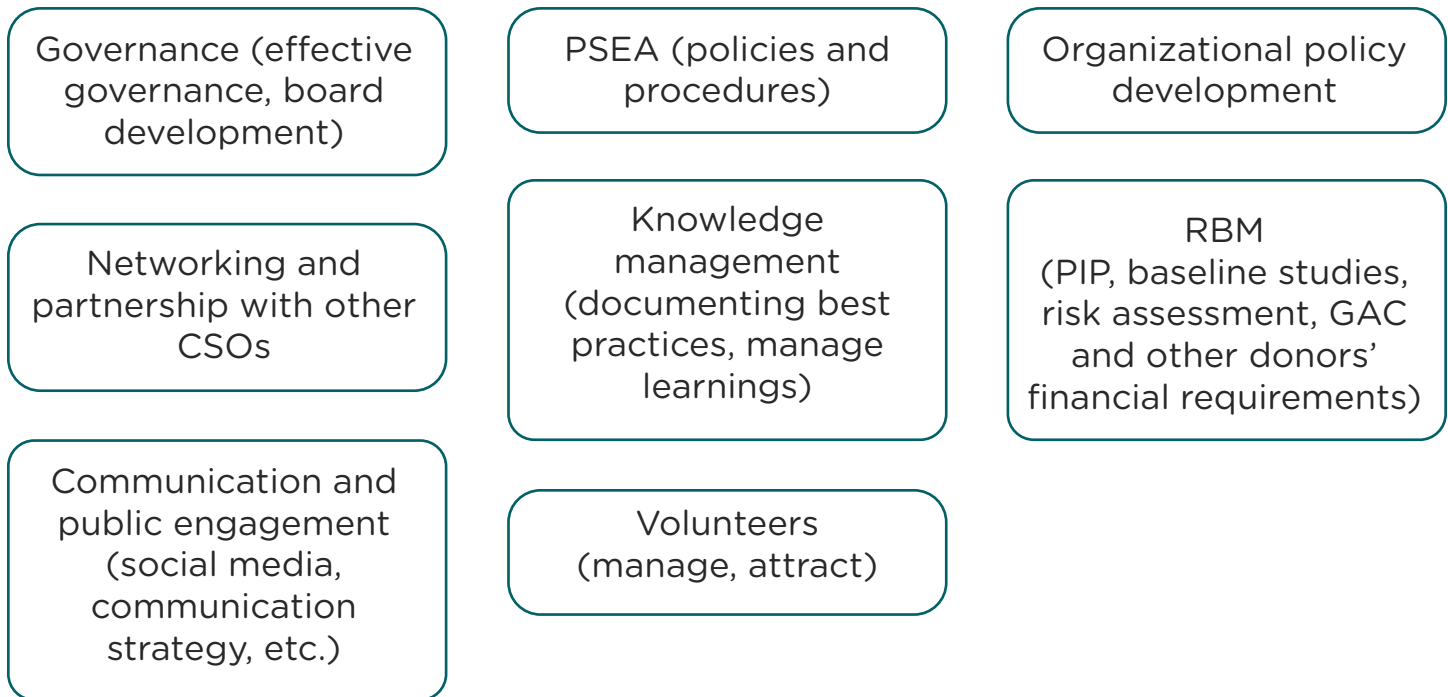 Governance (effective
governance, board
development)
Networking and
partnership with other
CSOs
Communication and
public engagement
(social media,
communication
strategy, etc.)
PSEA (policies and
procedures)
Knowledge
management
(documenting best
practices, manage
learnings)
Volunteers
(manage, attract)
Organizational policy
development
RBM
(PIP, baseline studies,
risk assessment, GAC
and other donors’
financial requirements)